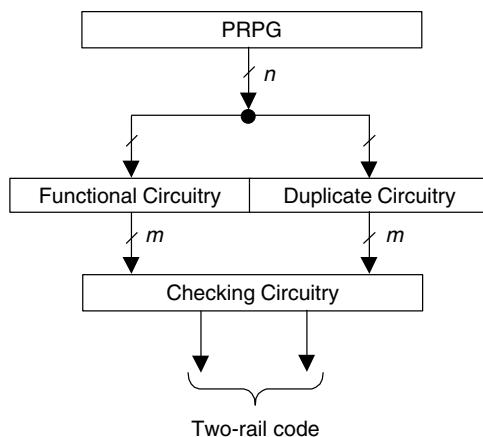 PRPG
n
Functional Circuitry
Duplicate Circuitry
m
m
Checking Circuitry
Two-rail code